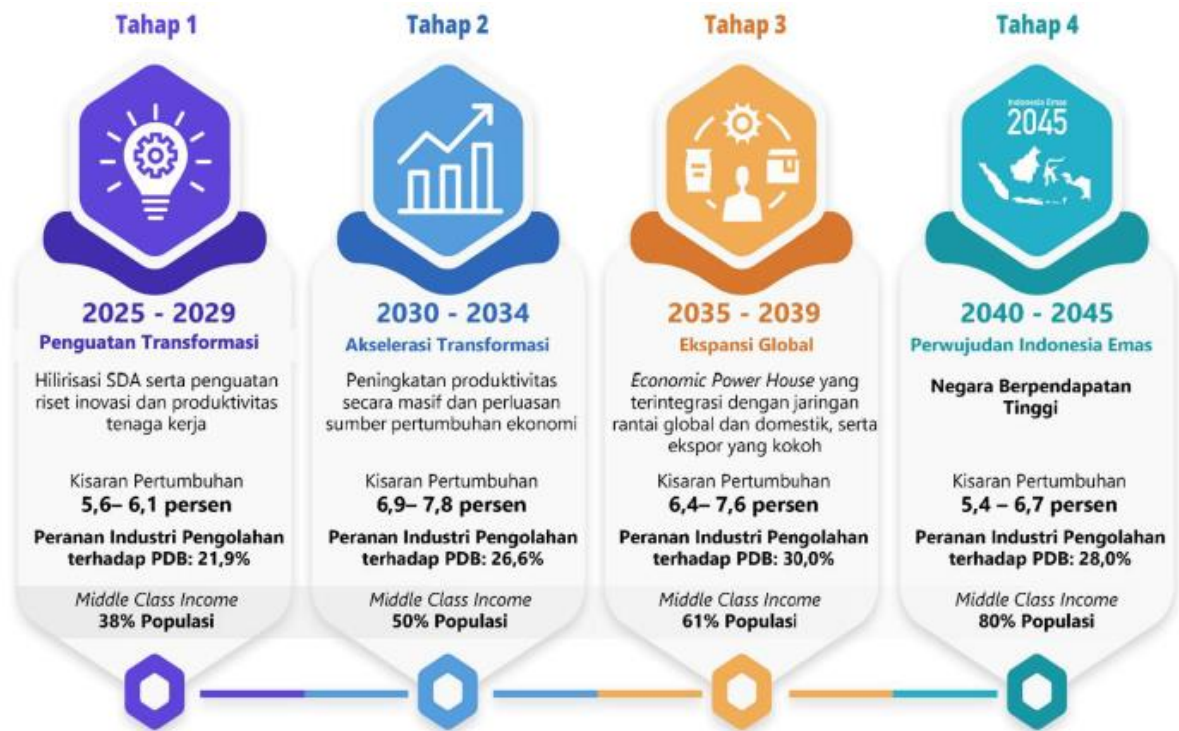 Tahap 1
2025 - 2029
Penguatan Transformasi
Hilirisasi SDA serta penguatan
riset inovasi dan produktivitas
tenaga kerja
Kisaran Pertumbuhan
5,6– 6,1 persen
Peranan Industri Pengolahan
terhadap PDB: 21,9%
Middle Class Income
38% Populasi
Tahap 2
2030 - 2034
Akselerasi Transformasi
Peningkatan produktivitas
secara masif dan perluasan
sumber pertumbuhan ekonomi
Kisaran Pertumbuhan
6,9– 7,8 persen
Peranan Industri Pengolahan
terhadap PDB: 26,6%
Middle Class Income
50% Populasi
Tahap 3
2035 - 2039
Ekspansi Global
Economic Power House yang
terintegrasi dengan jaringan
rantai global dan domestik, serta
ekspor yang kokoh
Kisaran Pertumbuhan
6,4– 7,6 persen
Peranan Industri Pengolahan
terhadap PDB: 30,0%
Middle Class Income
61% Populasi
Tahap 4
Indonesia Emas
2045
2040 - 2045
Perwujudan Indonesia Emas
Negara Berpendapatan
Tinggi
Kisaran Pertumbuhan
5,4 – 6,7 persen
Peranan Industri Pengolahan
terhadap PDB: 28,0%
Middle Class Income
80% Populasi